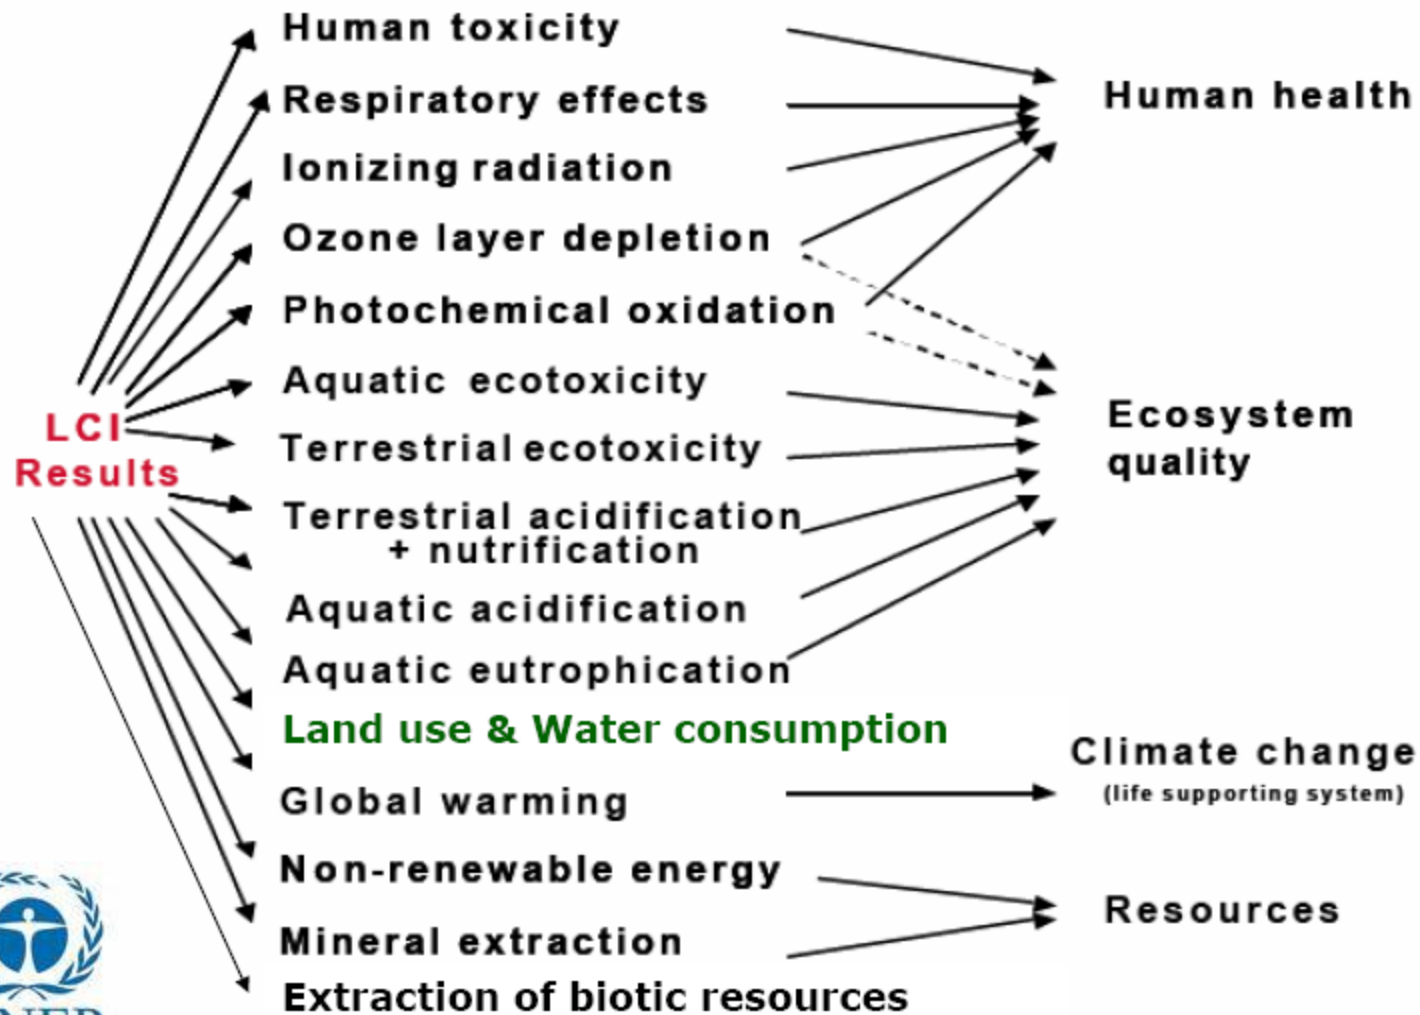 Human toxicity
Respiratory effects
Human health
Ionizing radiation
Ozone layer depletion
Photochemical oxidation
Aquatic ecotoxicity
LCI
Results
Terrestrial ecotoxicity
Ecosystem
quality
Terrestrial acidification
+ nutrification
Aquatic acidification
Aquatic eutrophication
Land use & Water consumption
Climate change
(life supporting system)
Global warming
Non-renewable energy
Resources
Mineral extraction
Extraction of biotic resources